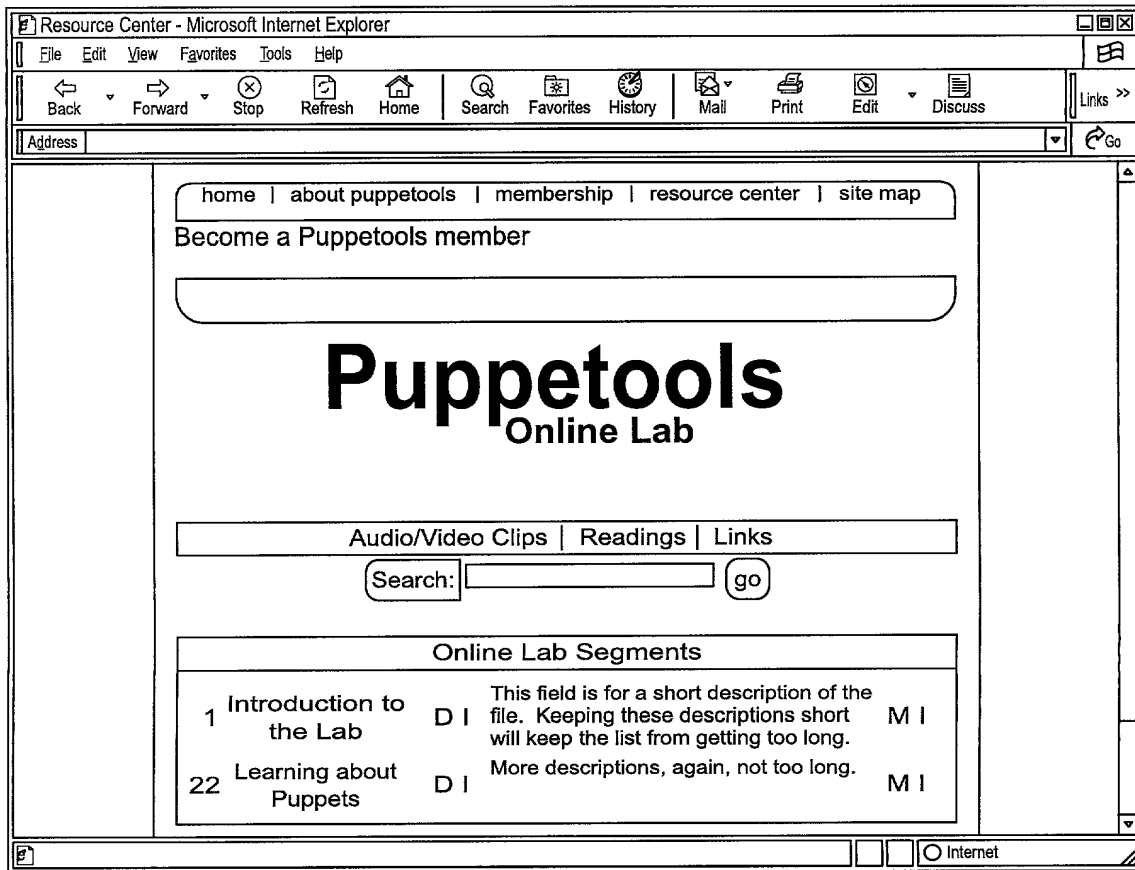 Resource Center - Microsoft Internet Explorer
File Edit View Favorites Tools Help
Back Forward Stop Refresh Home Search Favorites History Mail Print Edit Discuss Links >>
Address Go
home | about puppetools | membership | resource center | site map
Become a Puppetools member
Puppetools
Online Lab
Audio/Video Clips | Readings | Links
Search: go
Online Lab Segments
1 Introduction to the Lab D I This field is for a short description of the
file. Keeping these descriptions short
will keep the list from getting too long. M I
22 Learning about Puppets D I More descriptions, again, not too long. M I
Internet